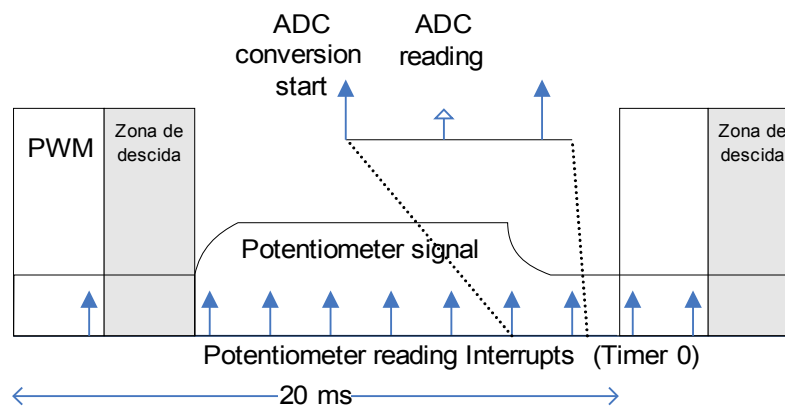 ADC
conversion
start
ADC
reading
PWM
Zona de
descida
Zona de
descida
Potentiometer signal
Potentiometer reading Interrupts (Timer 0)
20 ms